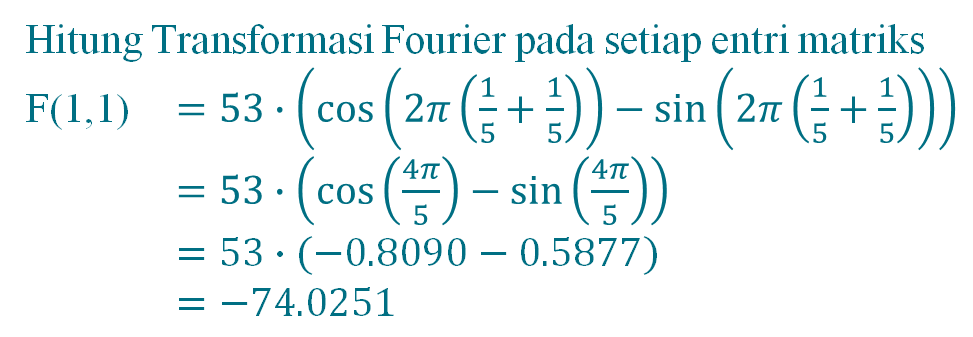 Hitung Transformasi Fourier pada setiap entri matriks
F(1,1) = 53 · (cos(2π(1/5 + 1/5)) − sin(2π(1/5 + 1/5)))
= 53 · (cos(4π/5) − sin(4π/5))
= 53 · (−0.8090 − 0.5877)
= −74.0251